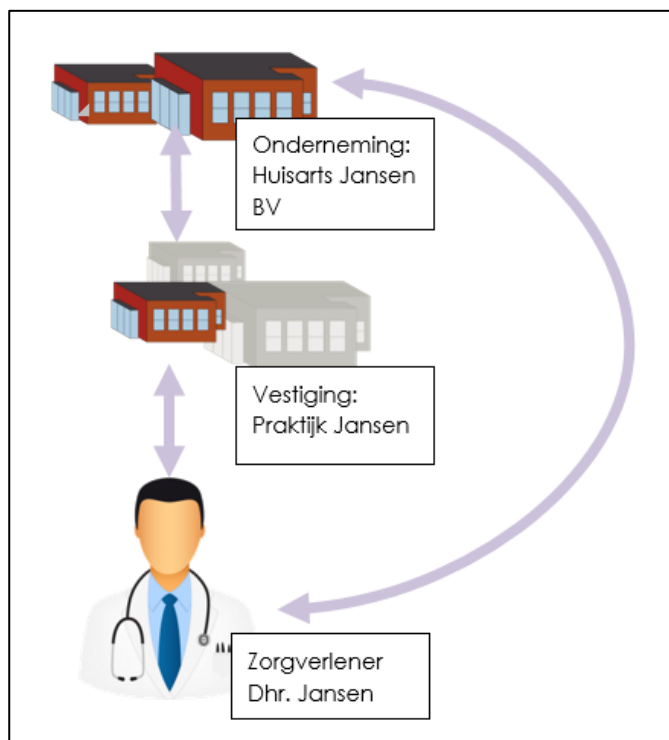 Onderneming:
Huisarts Jansen
BV
Vestiging:
Praktijk Jansen
Zorgverlener
Dhr. Jansen